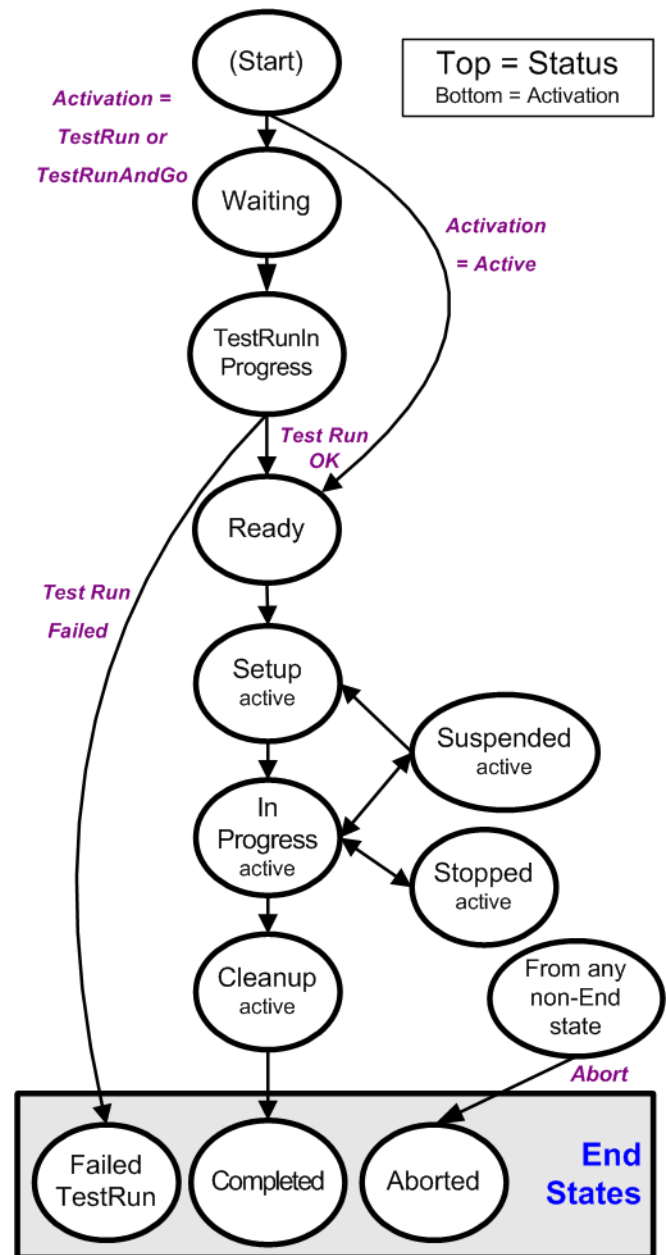 (Start)
Top = Status
Bottom = Activation
Activation =
TestRun or
TestRunAndGo
Waiting
Activation
= Active
TestRunIn
Progress
Test Run
OK
Ready
Test Run
Failed
Setup
active
Suspended
active
In
Progress
active
Stopped
active
Cleanup
active
From any
non-End
state
Abort
Failed
TestRun
Completed
Aborted
End
States